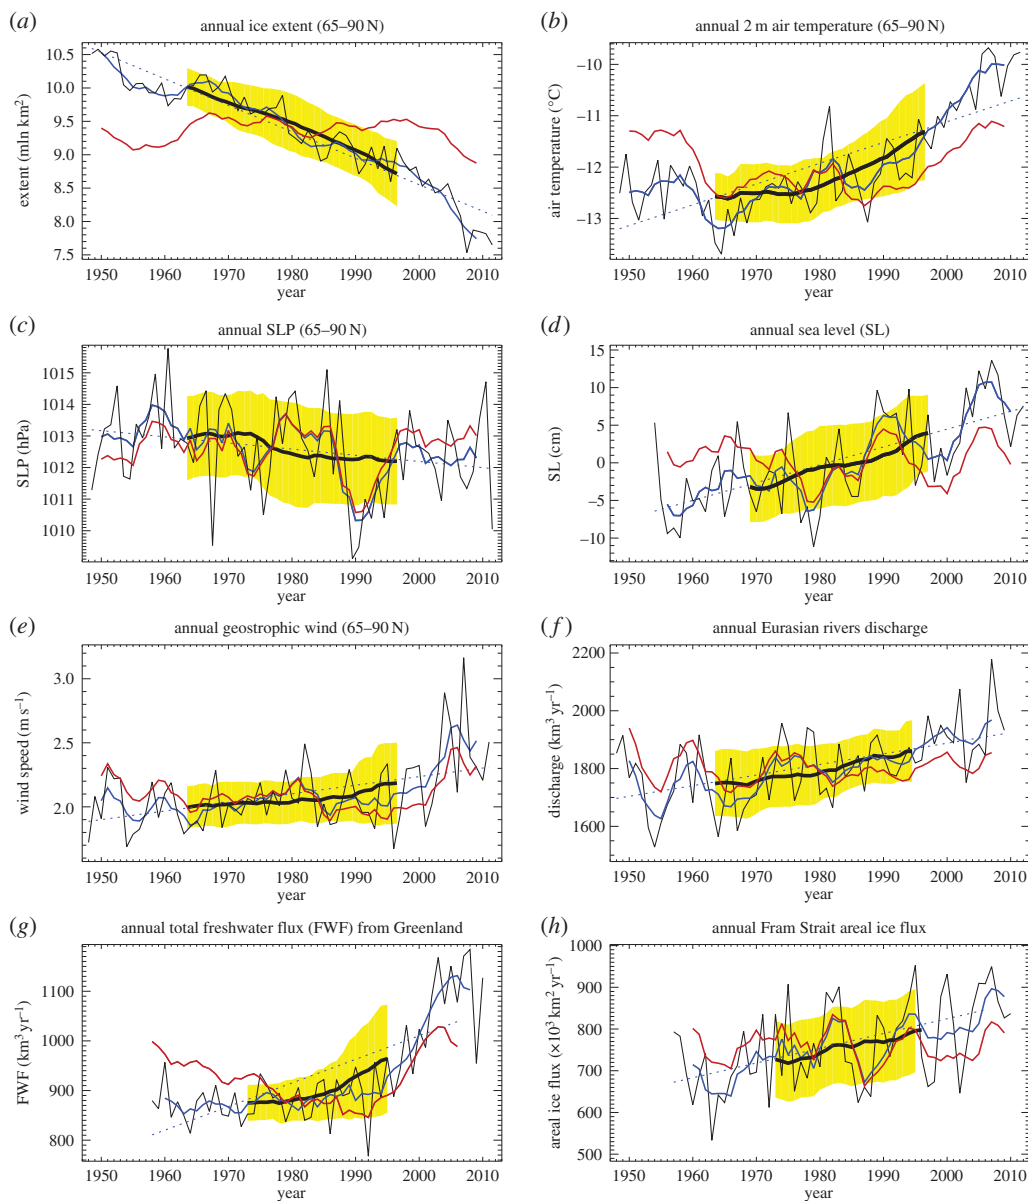 (a) annual ice extent (65–90 N)
10.5
10.0
9.5
9.0
8.5
8.0
7.5
extent (mln km²)
1950 1960 1970 1980 1990 2000 2010
year
(b) annual 2 m air temperature (65–90 N)
−10
−11
−12
−13
air temperature (°C)
1950 1960 1970 1980 1990 2000 2010
year
(c) annual SLP (65–90 N)
1015
1014
1013
1012
1011
1010
SLP (hPa)
1950 1960 1970 1980 1990 2000 2010
year
(d) annual sea level (SL)
15
10
5
0
−5
−10
SL (cm)
1950 1960 1970 1980 1990 2000 2010
year
(e) annual geostrophic wind (65–90 N)
3.0
2.5
2.0
wind speed (m s⁻¹)
1950 1960 1970 1980 1990 2000 2010
year
(f) annual Eurasian rivers discharge
2200
2000
1800
1600
discharge (km³ yr⁻¹)
1950 1960 1970 1980 1990 2000 2010
year
(g) annual total freshwater flux (FWF) from Greenland
1100
1000
900
800
FWF (km³ yr⁻¹)
1950 1960 1970 1980 1990 2000 2010
year
(h) annual Fram Strait areal ice flux
1000
900
800
700
600
500
areal ice flux (×10³ km² yr⁻¹)
1950 1960 1970 1980 1990 2000 2010
year